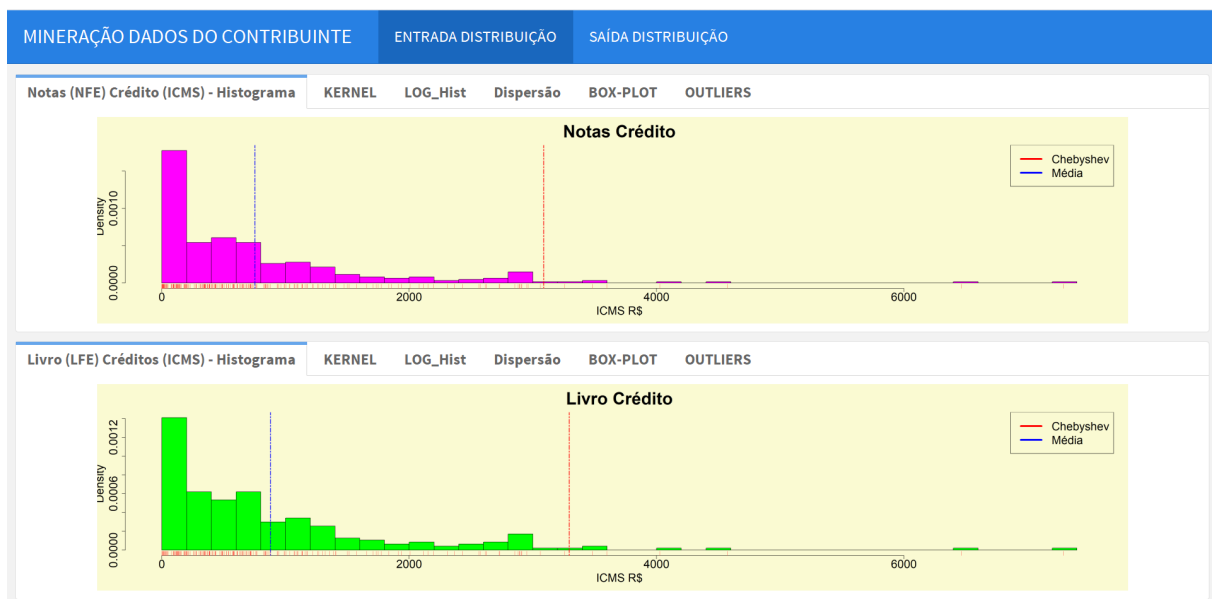 MINERAÇÃO DADOS DO CONTRIBUINTE ENTRADA DISTRIBUIÇÃO SAÍDA DISTRIBUIÇÃO
Notas (NFE) Crédito (ICMS) - Histograma KERNEL LOG_Hist Dispersão BOX-PLOT OUTLIERS
Notas Crédito
Chebyshev
Média
Density
0.0000 0.0010
0 2000 4000 6000
ICMS R$
Livro (LFE) Créditos (ICMS) - Histograma KERNEL LOG_Hist Dispersão BOX-PLOT OUTLIERS
Livro Crédito
Chebyshev
Média
Density
0.0000 0.0006 0.0012
0 2000 4000 6000
ICMS R$